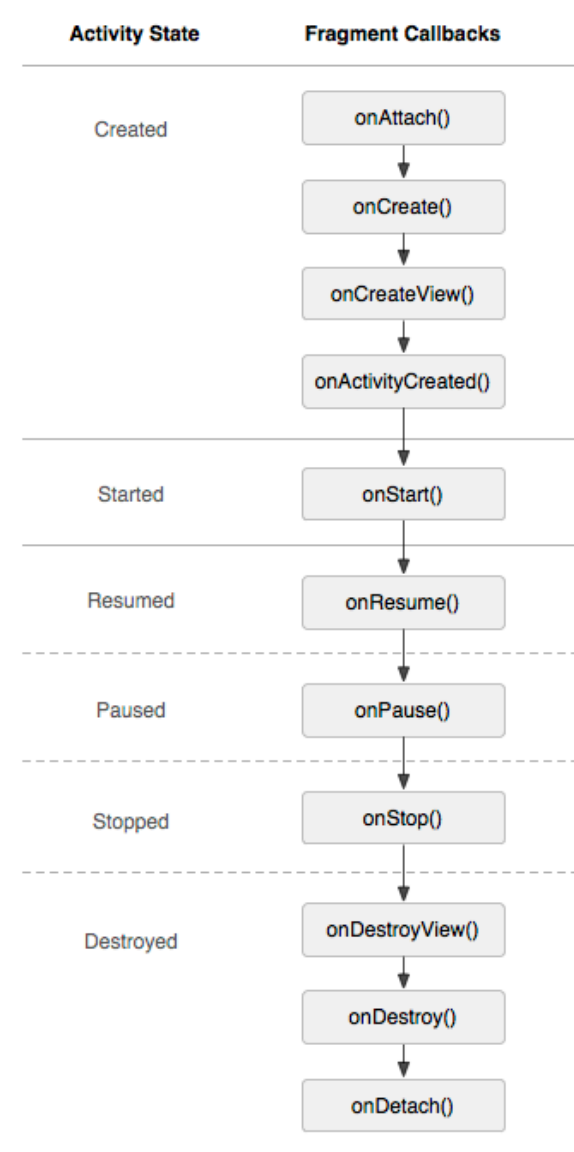 Activity State Fragment Callbacks
Created
onAttach()
onCreate()
onCreateView()
onActivityCreated()
Started
onStart()
Resumed
onResume()
Paused
onPause()
Stopped
onStop()
Destroyed
onDestroyView()
onDestroy()
onDetach()